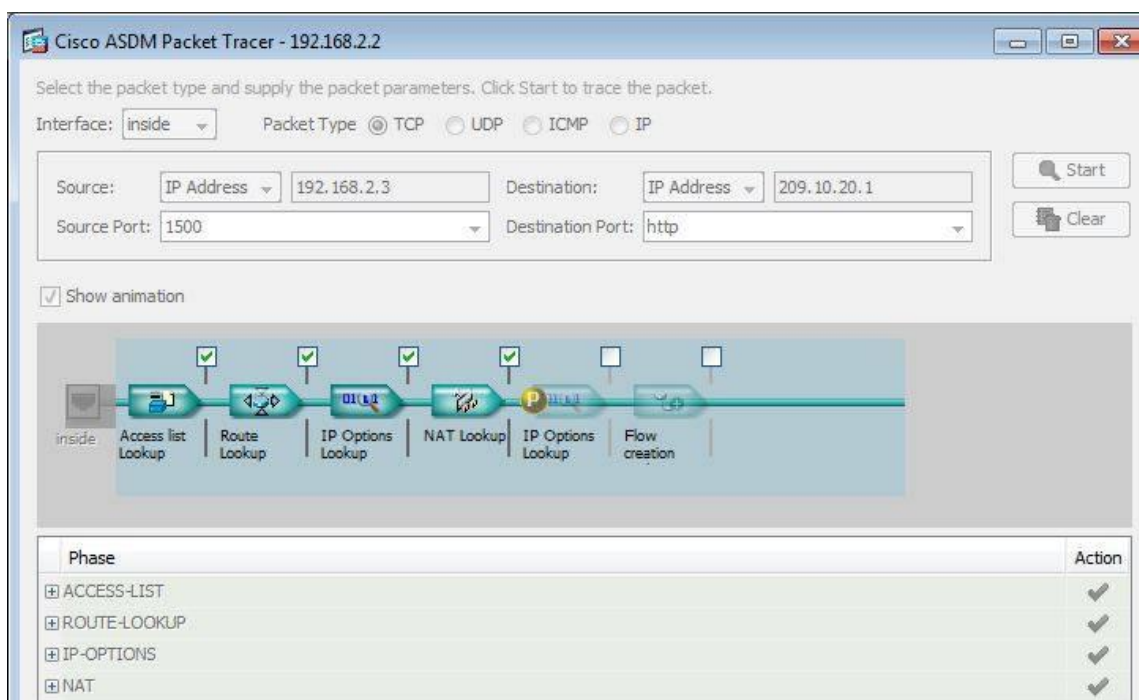 Cisco ASDM Packet Tracer - 192.168.2.2
Select the packet type and supply the packet parameters. Click Start to trace the packet.
Interface: inside Packet Type TCP UDP ICMP IP
Source: IP Address 192.168.2.3 Destination: IP Address 209.10.20.1 Start
Source Port: 1500 Destination Port: http Clear
Show animation
inside
Access list Lookup
Route Lookup
IP Options Lookup
NAT Lookup
IP Options Lookup
Flow creation
Phase Action
ACCESS-LIST
ROUTE-LOOKUP
IP-OPTIONS
NAT